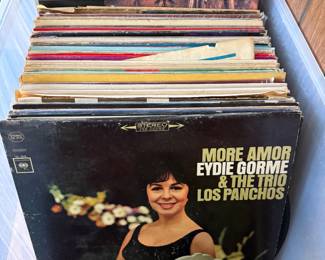 STEREO
MORE AMOR
EYDIE GORME
& THE TRIO
LOS PANCHOS